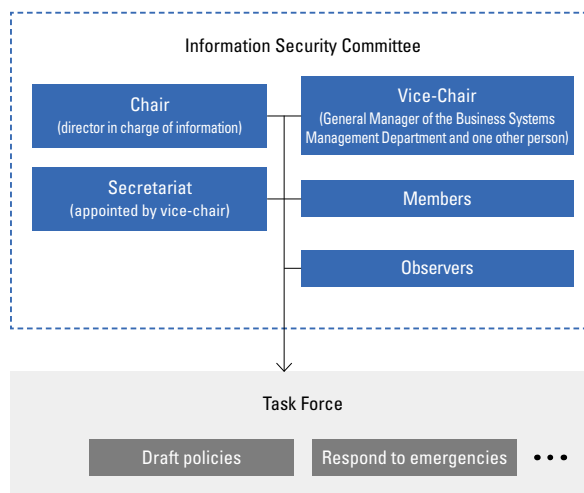 Information Security Committee
Chair
(director in charge of information)
Vice-Chair
(General Manager of the Business Systems
Management Department and one other person)
Secretariat
(appointed by vice-chair)
Members
Observers
Task Force
Draft policies
Respond to emergencies
•••